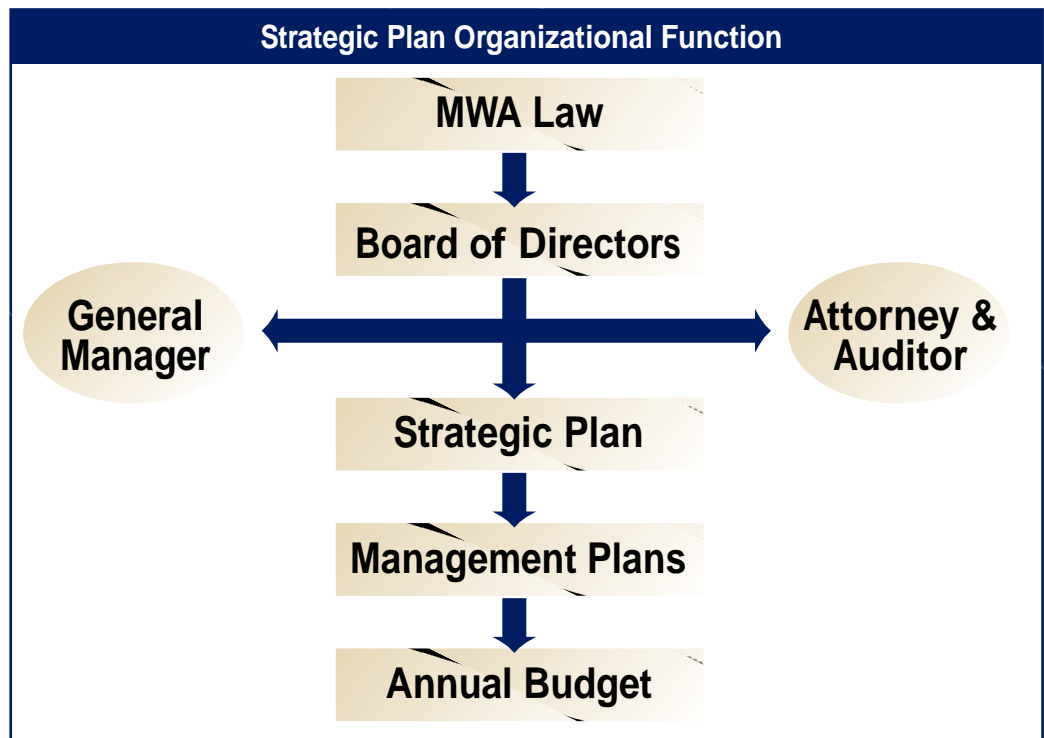 Strategic Plan Organizational Function
MWA Law
Board of Directors
General
Manager
Attorney &
Auditor
Strategic Plan
Management Plans
Annual Budget